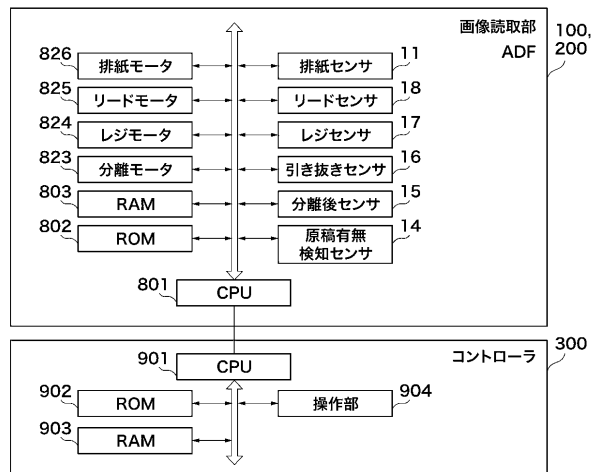 画像読取部
ADF
100,
200
826
排紙モータ
排紙センサ
11
825
リードモータ
リードセンサ
18
824
レジモータ
レジセンサ
17
823
分離モータ
引き抜きセンサ
16
803
RAM
分離後センサ
15
802
ROM
原稿有無
検知センサ
14
801
CPU
コントローラ
300
901
CPU
902
ROM
操作部
904
903
RAM